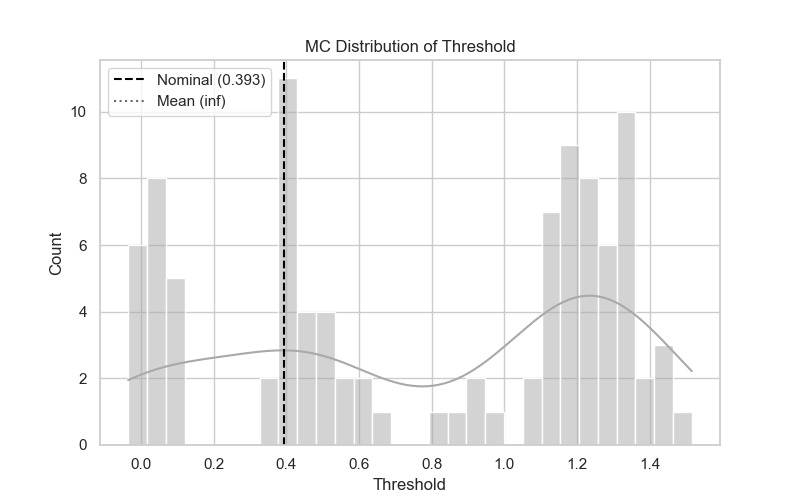 MC Distribution of Threshold
Nominal (0.393)
Mean (inf)
Count
10
8
6
4
2
0
0.0 0.2 0.4 0.6 0.8 1.0 1.2 1.4
Threshold